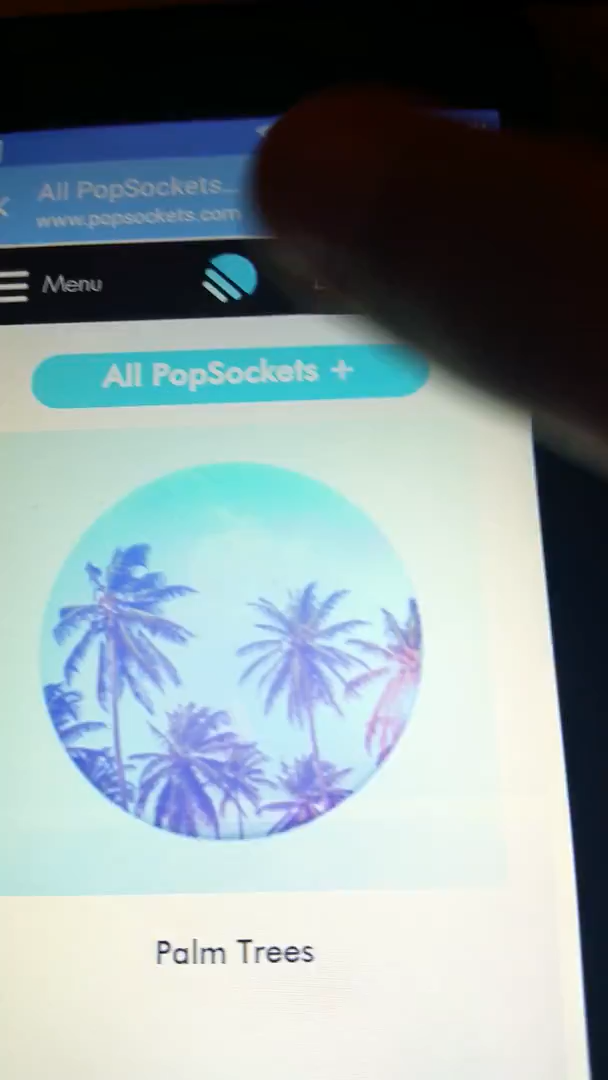 All PopSockets...
www.popsockets.com
Menu
All PopSockets +
Palm Trees